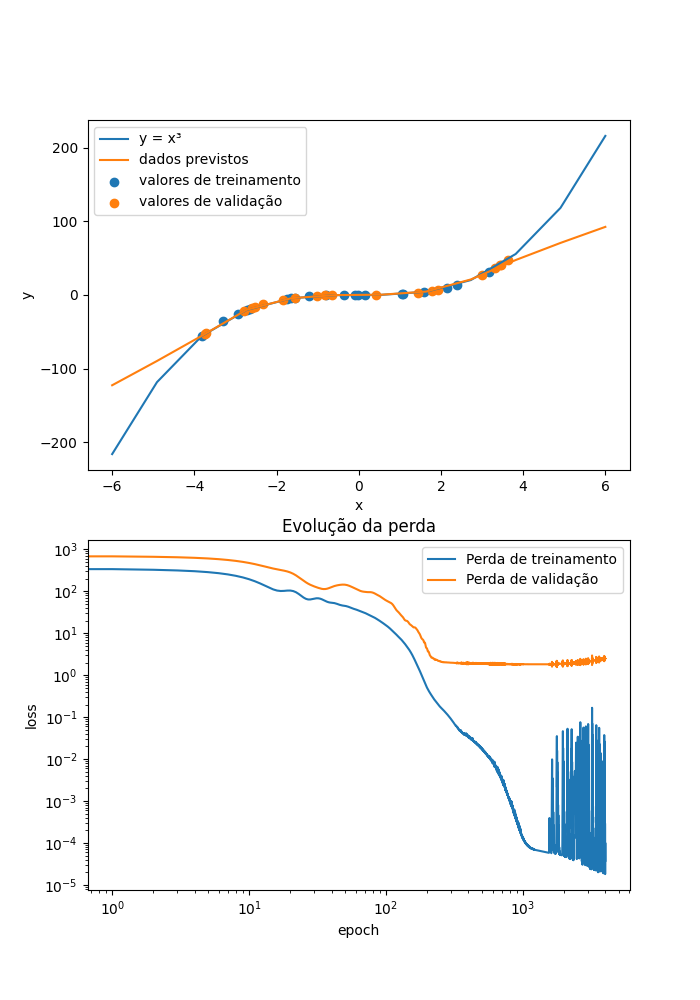 y = x³
dados previstos
valores de treinamento
valores de validação
200
100
0
−100
−200
y
−6
−4
−2
0
2
4
6
x
Evolução da perda
Perda de treinamento
Perda de validação
10³
10²
10¹
10⁰
10⁻¹
10⁻²
10⁻³
10⁻⁴
10⁻⁵
loss
10⁰
10¹
10²
10³
epoch